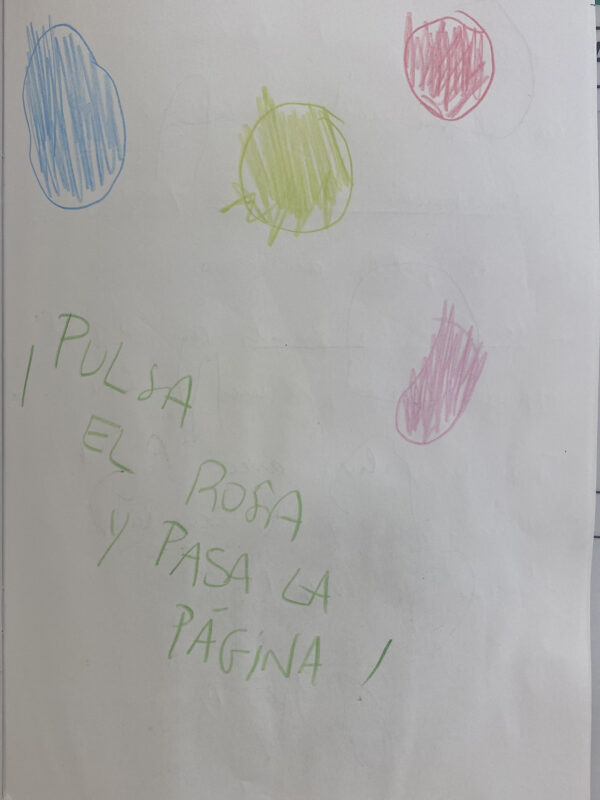 ¡PULSA
EL ROSA
Y PASA LA
PÁGINA!